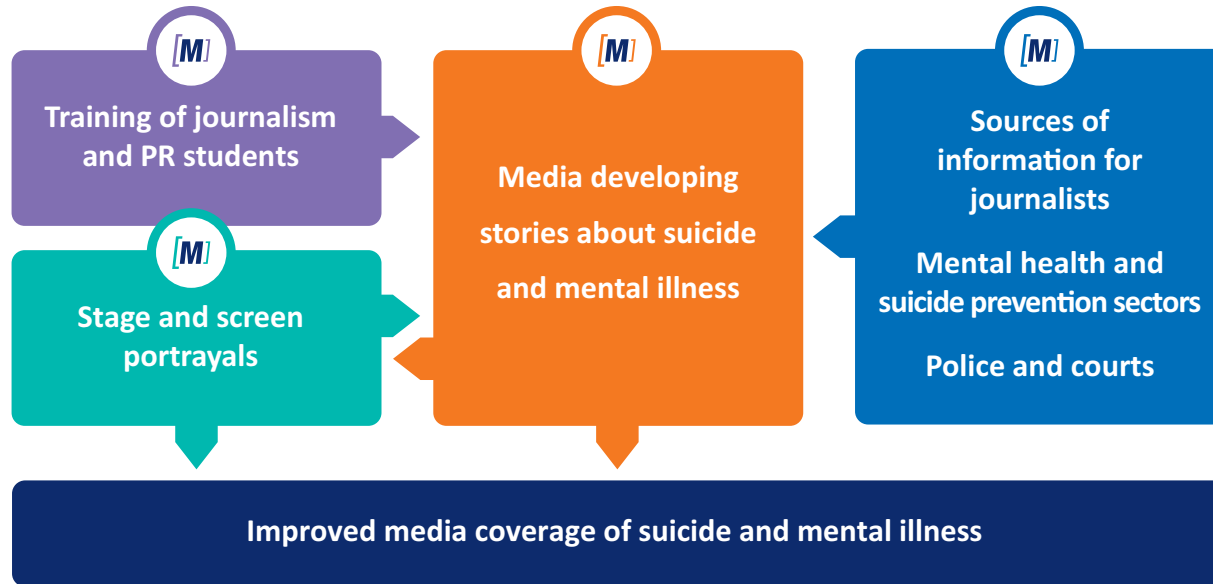 [M]
Training of journalism
and PR students
[M]
Stage and screen
portrayals
[M]
Media developing
stories about suicide
and mental illness
[M]
Sources of
information for
journalists
Mental health and
suicide prevention sectors
Police and courts
Improved media coverage of suicide and mental illness